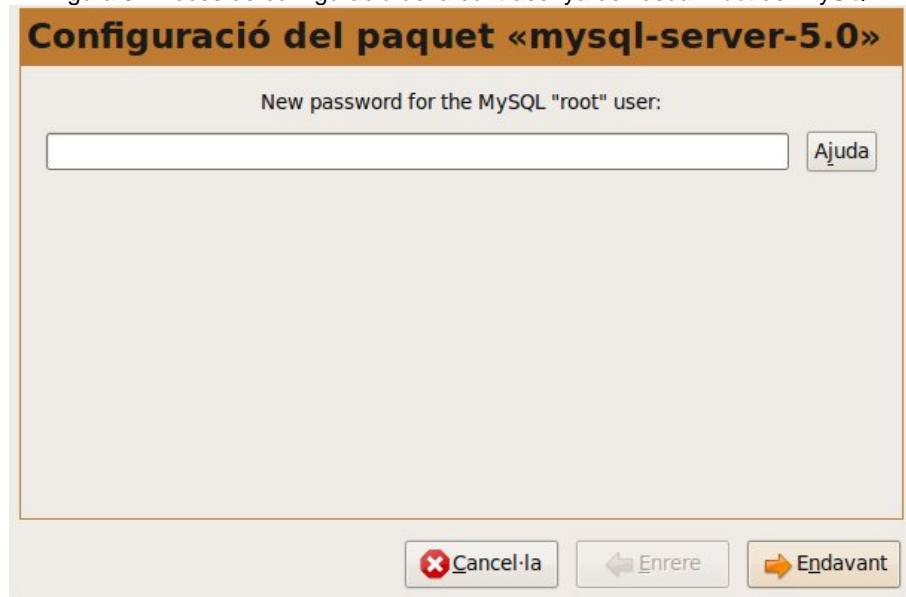 Configuració del paquet «mysql-server-5.0»
New password for the MySQL "root" user:
Ajuda
Cancel·la
Enrere
Endavant